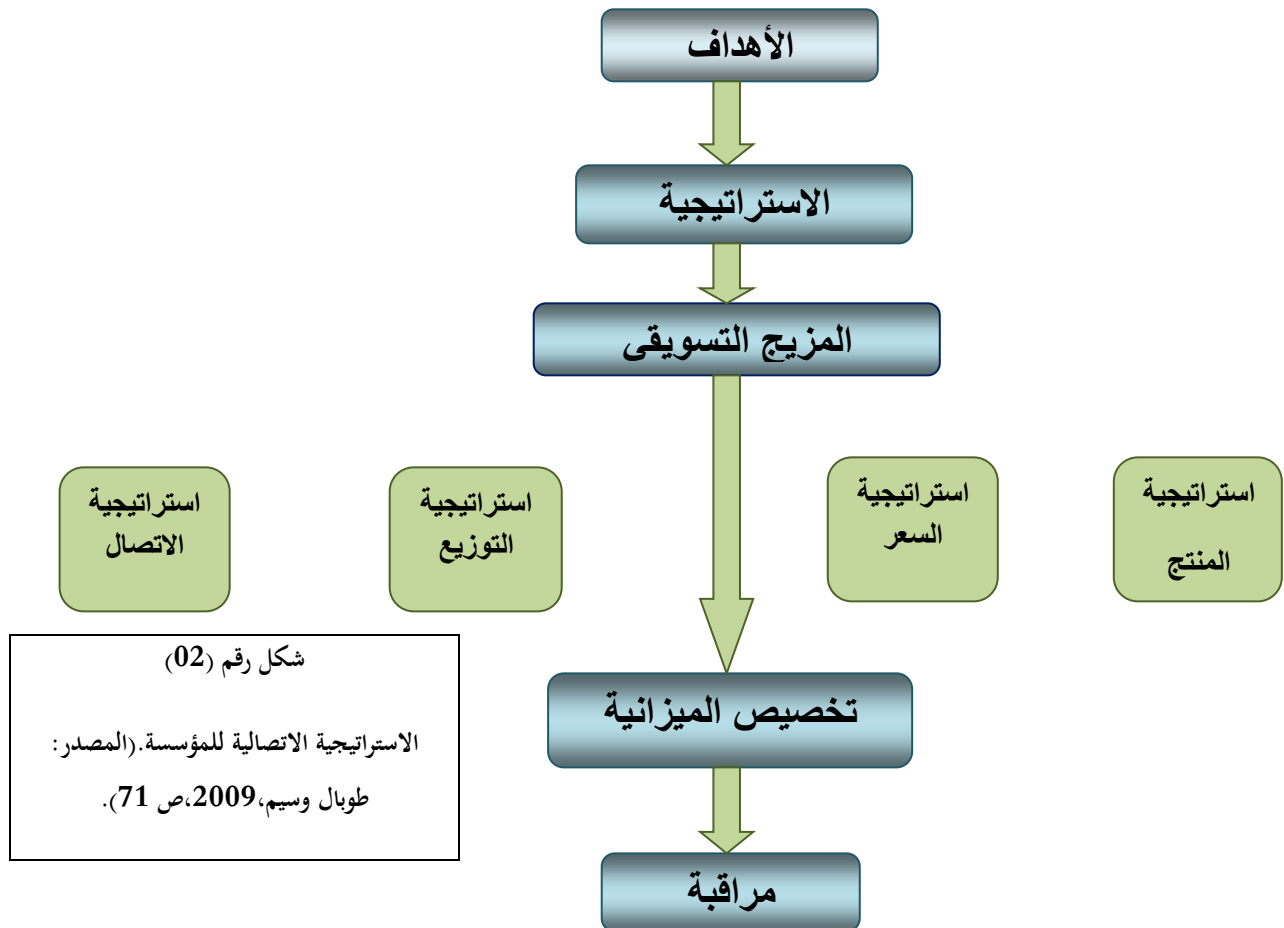 الأهداف
الاستراتيجية
المزيج التسويقى
استراتيجية
المنتج
استراتيجية
السعر
استراتيجية
التوزيع
استراتيجية
الاتصال
شكل رقم (02)
الاستراتيجية الاتصالية للمؤسسة.(المصدر:
طوبال وسيم،2009،ص 71).
تخصيص الميزانية
مراقبة